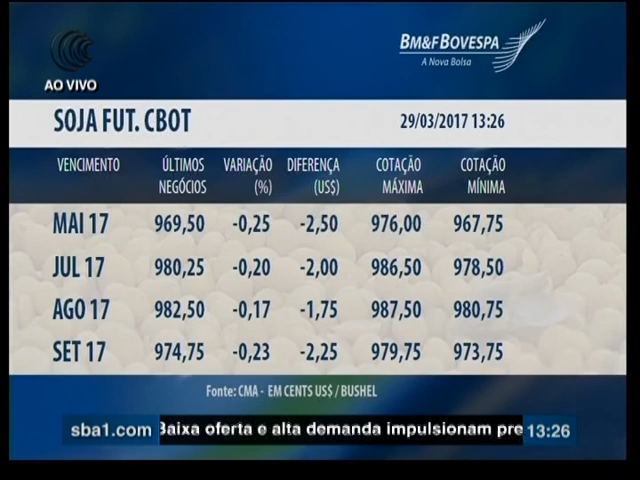 AO VIVO
BM&FBOVESPA
A Nova Bolsa
SOJA FUT. CBOT 29/03/2017 13:26
VENCIMENTO ÚLTIMOS NEGÓCIOS VARIAÇÃO (%) DIFERENÇA (US$) COTAÇÃO MÁXIMA COTAÇÃO MÍNIMA
MAI 17 969,50 -0,25 -2,50 976,00 967,75
JUL 17 980,25 -0,20 -2,00 986,50 978,50
AGO 17 982,50 -0,17 -1,75 987,50 980,75
SET 17 974,75 -0,23 -2,25 979,75 973,75
Fonte: CMA - EM CENTS US$ / BUSHEL
sba1.com Baixa oferta e alta demanda impulsionam pre 13:26